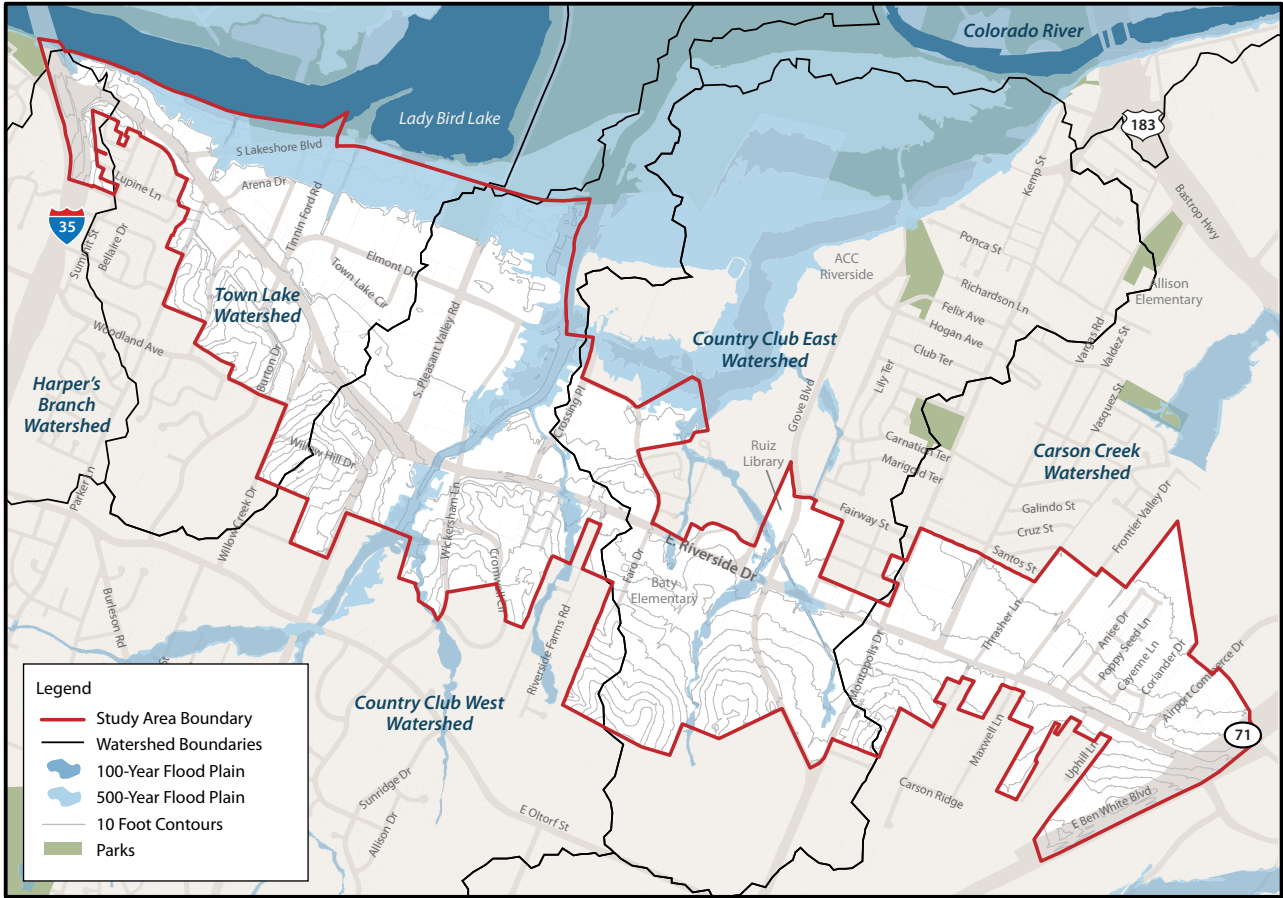 Colorado River
Lady Bird Lake
183
S Lakeshore Blvd
Kemp St
Arena Dr
Lupine Ln
Tinnin Ford Rd
Bastrop Hwy
35
Summit St
Bellaire Dr
Ponca St
Elmont Dr
ACC
Riverside
Town Lake Cir
Allison
Elementary
Richardson Ln
Town Lake
Watershed
Felix Ave
Hogan Ave
Vargas Rd
Valdez St
Woodland Ave
S Pleasant Valley Rd
Country Club East
Watershed
Club Ter
Burton Dr
Lily Ter
Harper's
Branch
Watershed
Crossing Pl
Grove Blvd
Vasquez St
Ruiz
Library
Carnation Ter
Marigold Ter
Carson Creek
Watershed
Willow Hill Dr
Parker Ln
Willow Creek Dr
Wickersham Ln
Frontier Valley Dr
Galindo St
Fairway St
Cruz St
E Riverside Dr
Santos St
Cromwell Cir
Faro Dr
Baty
Elementary
Burleson Rd
Thrasher Ln
Anise Dr
Poppy Seed Ln
Cayenne Ln
Coriander Dr
St
Riverside Farms Rd
Montopolis Dr
Airport Commerce Dr
Country Club West
Watershed
71
Maxwell Ln
Uphill Ln
Sunridge Dr
Carson Ridge
E Ben White Blvd
Allison Dr
E Oltorf St
Legend
Study Area Boundary
Watershed Boundaries
100-Year Flood Plain
500-Year Flood Plain
10 Foot Contours
Parks